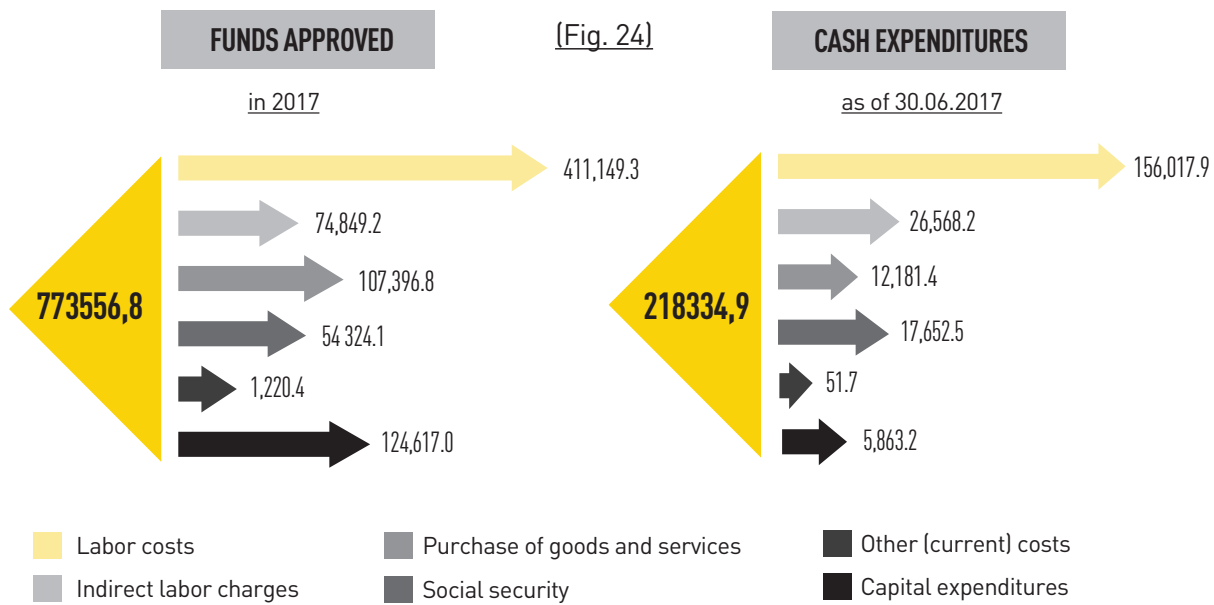 FUNDS APPROVED
(Fig. 24)
CASH EXPENDITURES
in 2017
as of 30.06.2017
773556,8
411,149.3
74,849.2
107,396.8
54 324.1
1,220.4
124,617.0
218334,9
156,017.9
26,568.2
12,181.4
17,652.5
51.7
5,863.2
Labor costs
Purchase of goods and services
Other (current) costs
Indirect labor charges
Social security
Capital expenditures